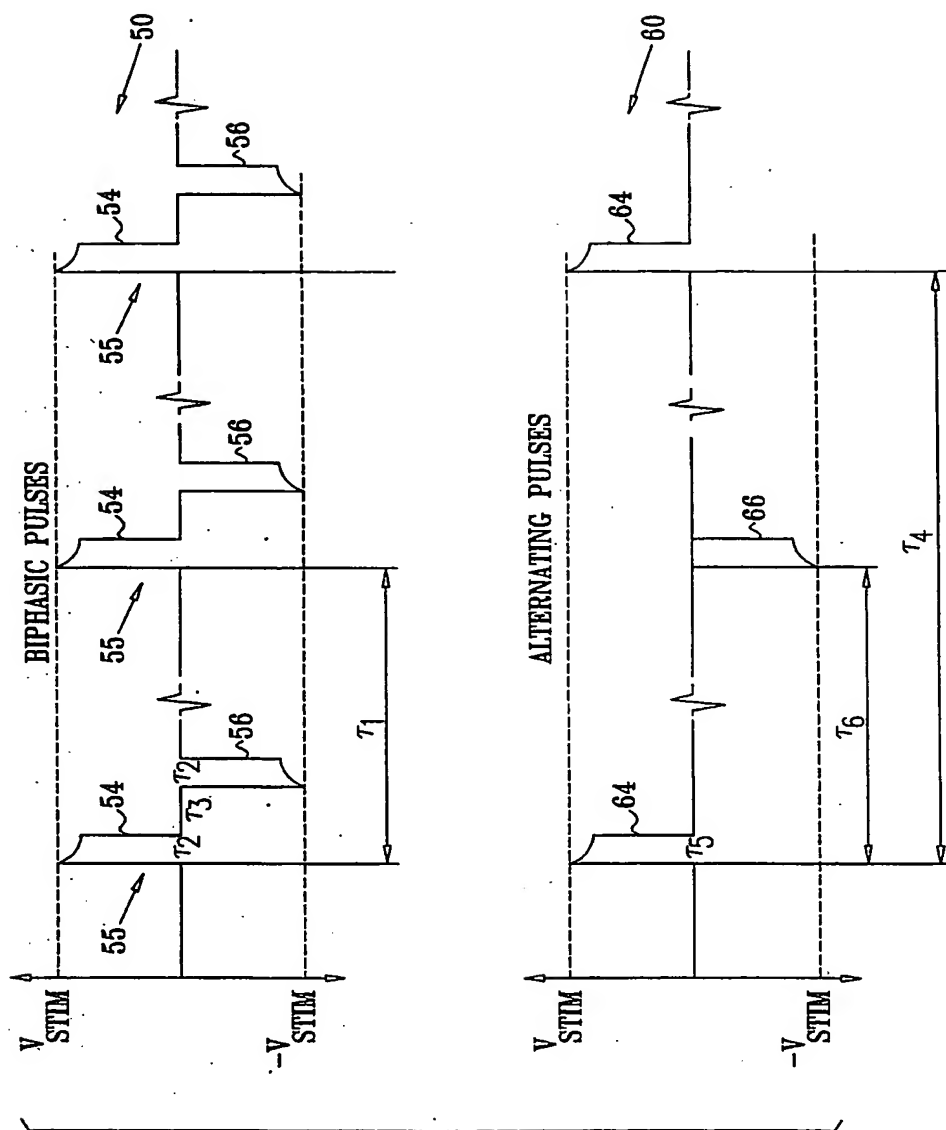 BIPHASIC PULSES
50
V STIM
-V STIM
55
54
τ2
τ3
τ2
56
τ1
55
54
56
55
54
56
ALTERNATING PULSES
60
V STIM
-V STIM
64
τ5
τ6
66
64
τ4